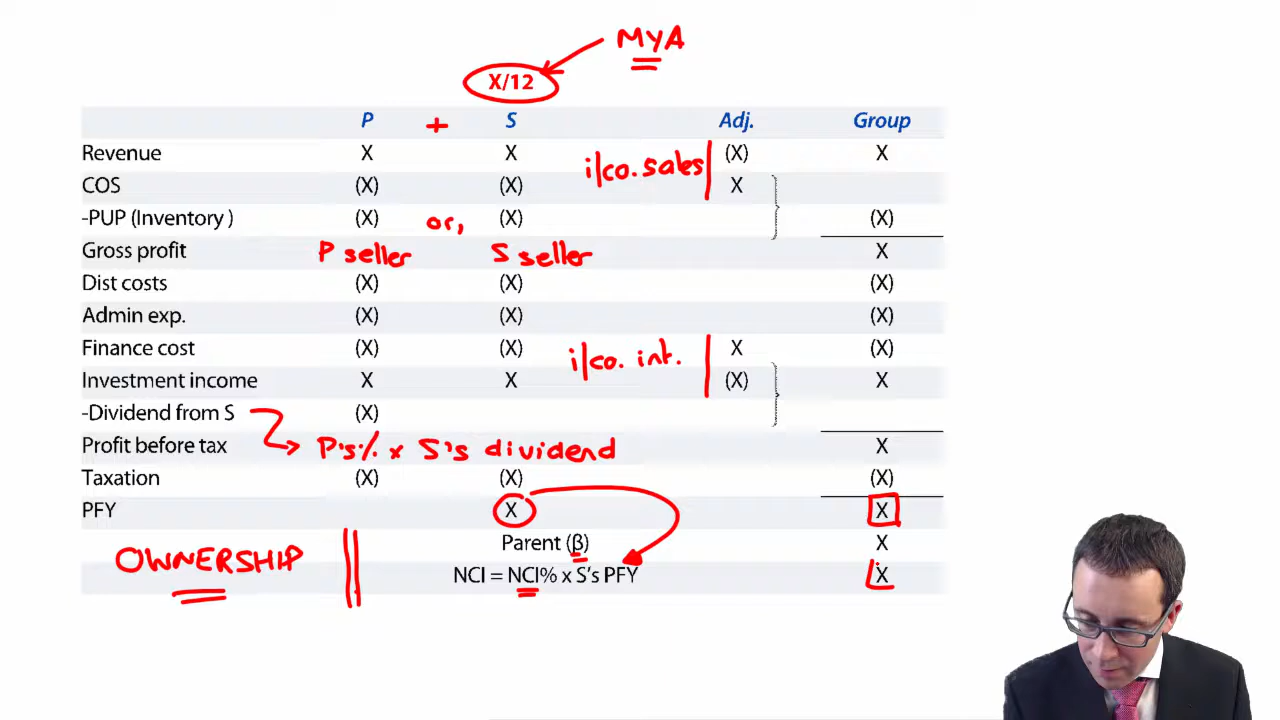 MYA
X/12
P + S Adj. Group
Revenue X X i/co. sales (X) X
COS (X) (X) X
-PUP (Inventory ) (X) or, (X) (X)
Gross profit P seller S seller X
Dist costs (X) (X) (X)
Admin exp. (X) (X) (X)
Finance cost (X) (X) i/co. int. X (X)
Investment income X X (X) X
-Dividend from S (X)
Profit before tax P's % x S's dividend X
Taxation (X) (X) (X)
PFY X X
Parent (β) X
OWNERSHIP NCI = NCI% x S's PFY X